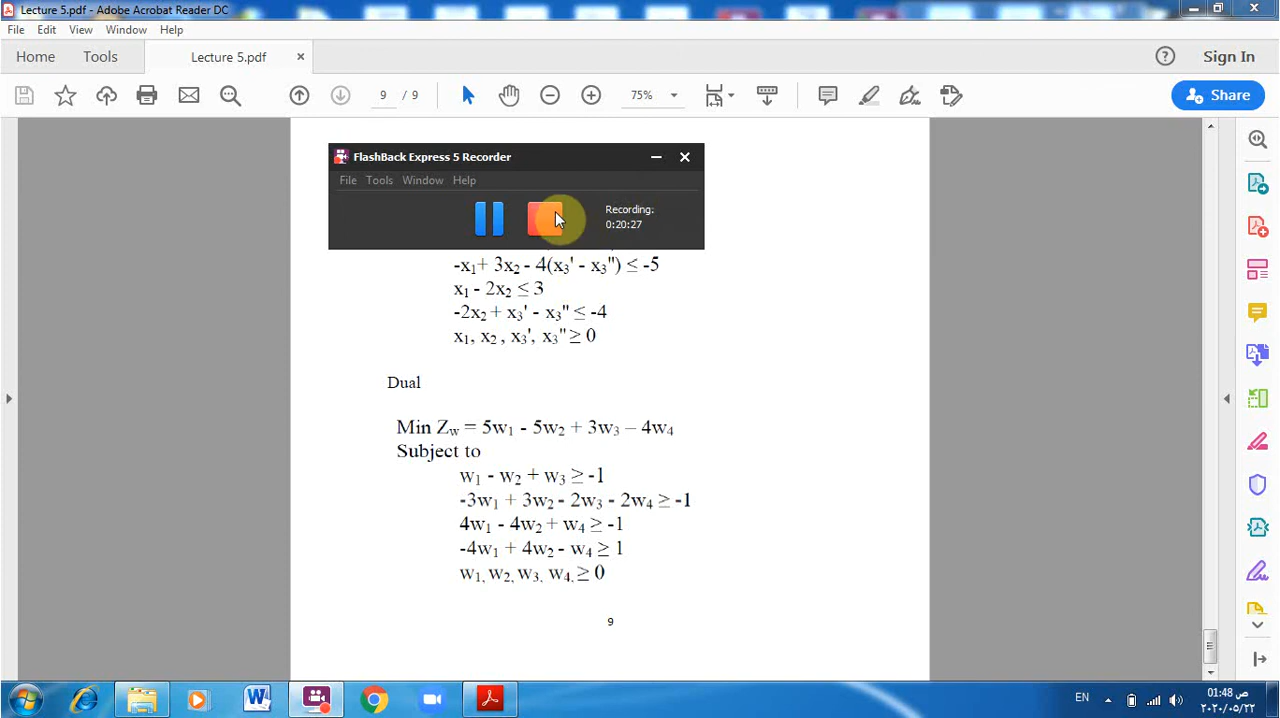 Lecture 5.pdf - Adobe Acrobat Reader DC
File Edit View Window Help
Home Tools Lecture 5.pdf × Sign In
9 / 9 75% Share
FlashBack Express 5 Recorder
File Tools Window Help
Recording:
0:20:27
-x₁+ 3x₂ - 4(x₃' - x₃") ≤ -5
x₁ - 2x₂ ≤ 3
-2x₂ + x₃' - x₃" ≤ -4
x₁, x₂ , x₃', x₃" ≥ 0
Dual
Min Zw = 5w₁ - 5w₂ + 3w₃ – 4w₄
Subject to
w₁ - w₂ + w₃ ≥ -1
-3w₁ + 3w₂ - 2w₃ - 2w₄ ≥ -1
4w₁ - 4w₂ + w₄ ≥ -1
-4w₁ + 4w₂ - w₄ ≥ 1
w₁, w₂, w₃, w₄, ≥ 0
9
EN 01:48 ص
٢٠٢٠/٠٥/٢٢